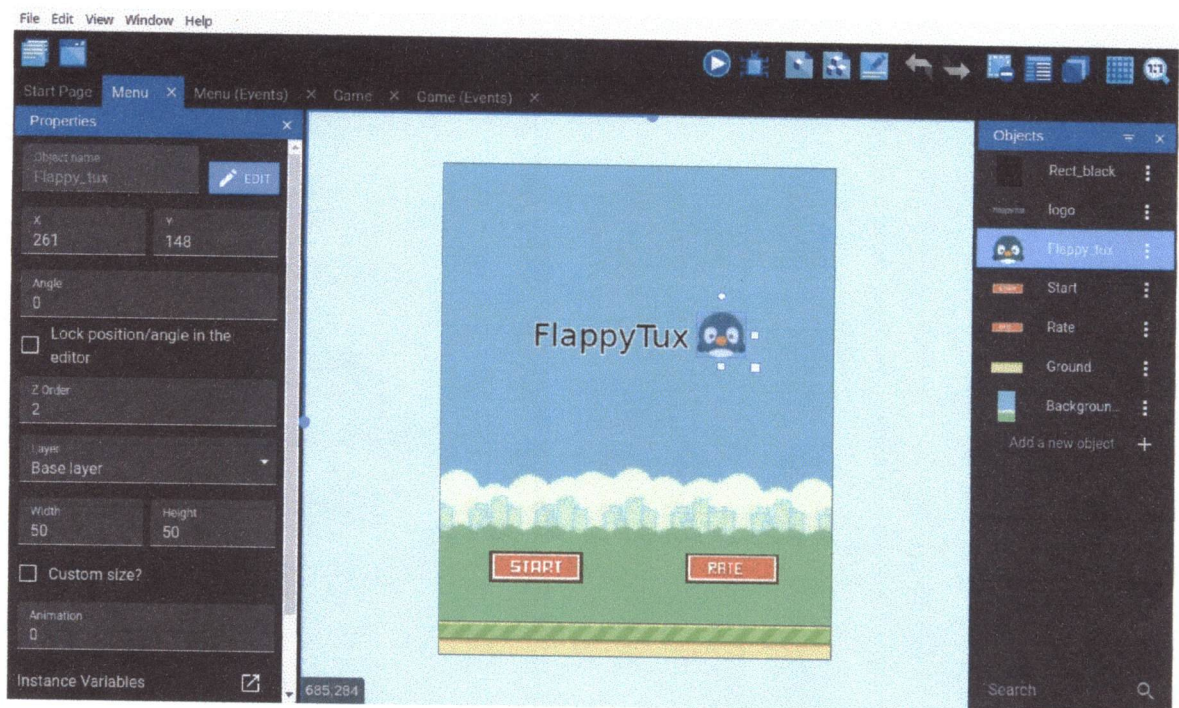 File Edit View Window Help
Start Page Menu × Menu (Events) × Game × Game (Events) ×
1:1
Properties ×
Object name
Flappy_tux
EDIT
X
261
Y
148
Angle
0
Lock position/angle in the
editor
Z Order
2
Layer
Base layer
Width
50
Height
50
Custom size?
Animation
0
Instance Variables
FlappyTux
START
RATE
685;284
Objects ×
Rect_black
logo
Flappy_tux
Start
Rate
Ground
Backgroun...
Add a new object +
Search